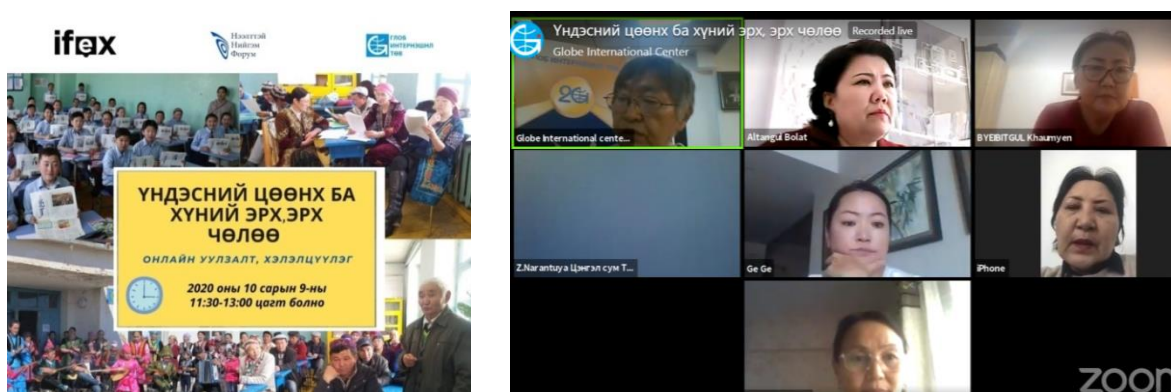 ifex
Нээлттэй
Нийгэм
Форум
ГЛОБ
ИНТЕРНЭШНЛ
ТӨВ
ҮНДЭСНИЙ ЦӨӨНХ БА
ХҮНИЙ ЭРХ,ЭРХ
ЧӨЛӨӨ
ОНЛАЙН УУЛЗАЛТ, ХЭЛЭЛЦҮҮЛЭГ
2020 оны 10 сарын 9-ны
11:30-13:00 цагт болно
Үндэсний цөөнх ба хүний эрх, эрх чөлөө Recorded live
Globe International Center
20
Globe International cente...
Altangul Bolat
BYEIBITGUL Khaumyen
Z.Narantuya Цэнгэл сум Т...
Ge Ge
iPhone
zoom